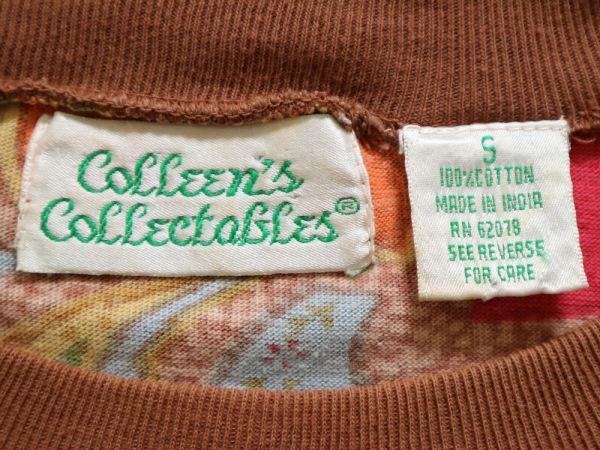 Colleen's
Collectables®
S
100% COTTON
MADE IN INDIA
RN 62078
SEE REVERSE
FOR CARE